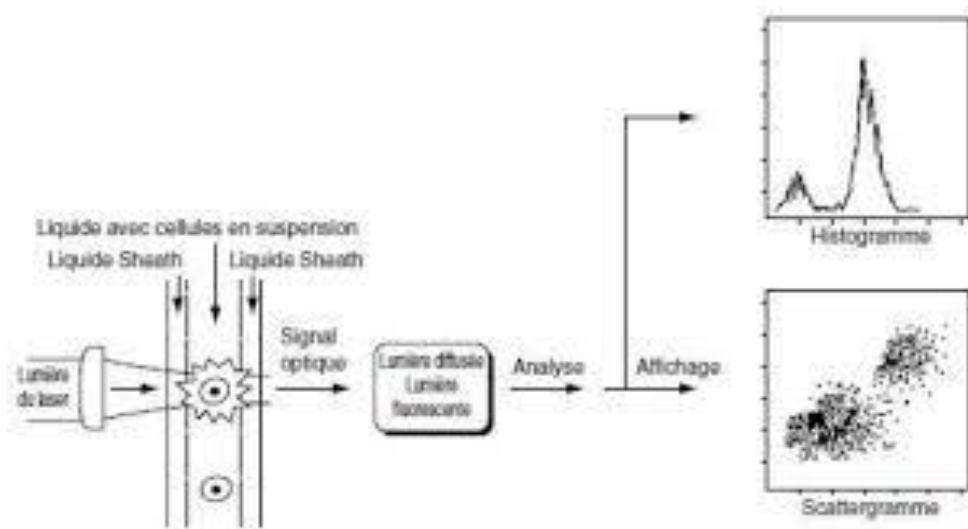 Liquide avec cellules en suspension
Liquide Sheath
Liquide Sheath
Lumière
du laser
Signal
optique
Lumière diffusée
Lumière
fluorescente
Analyse
Affichage
Histogramme
Scattergramme